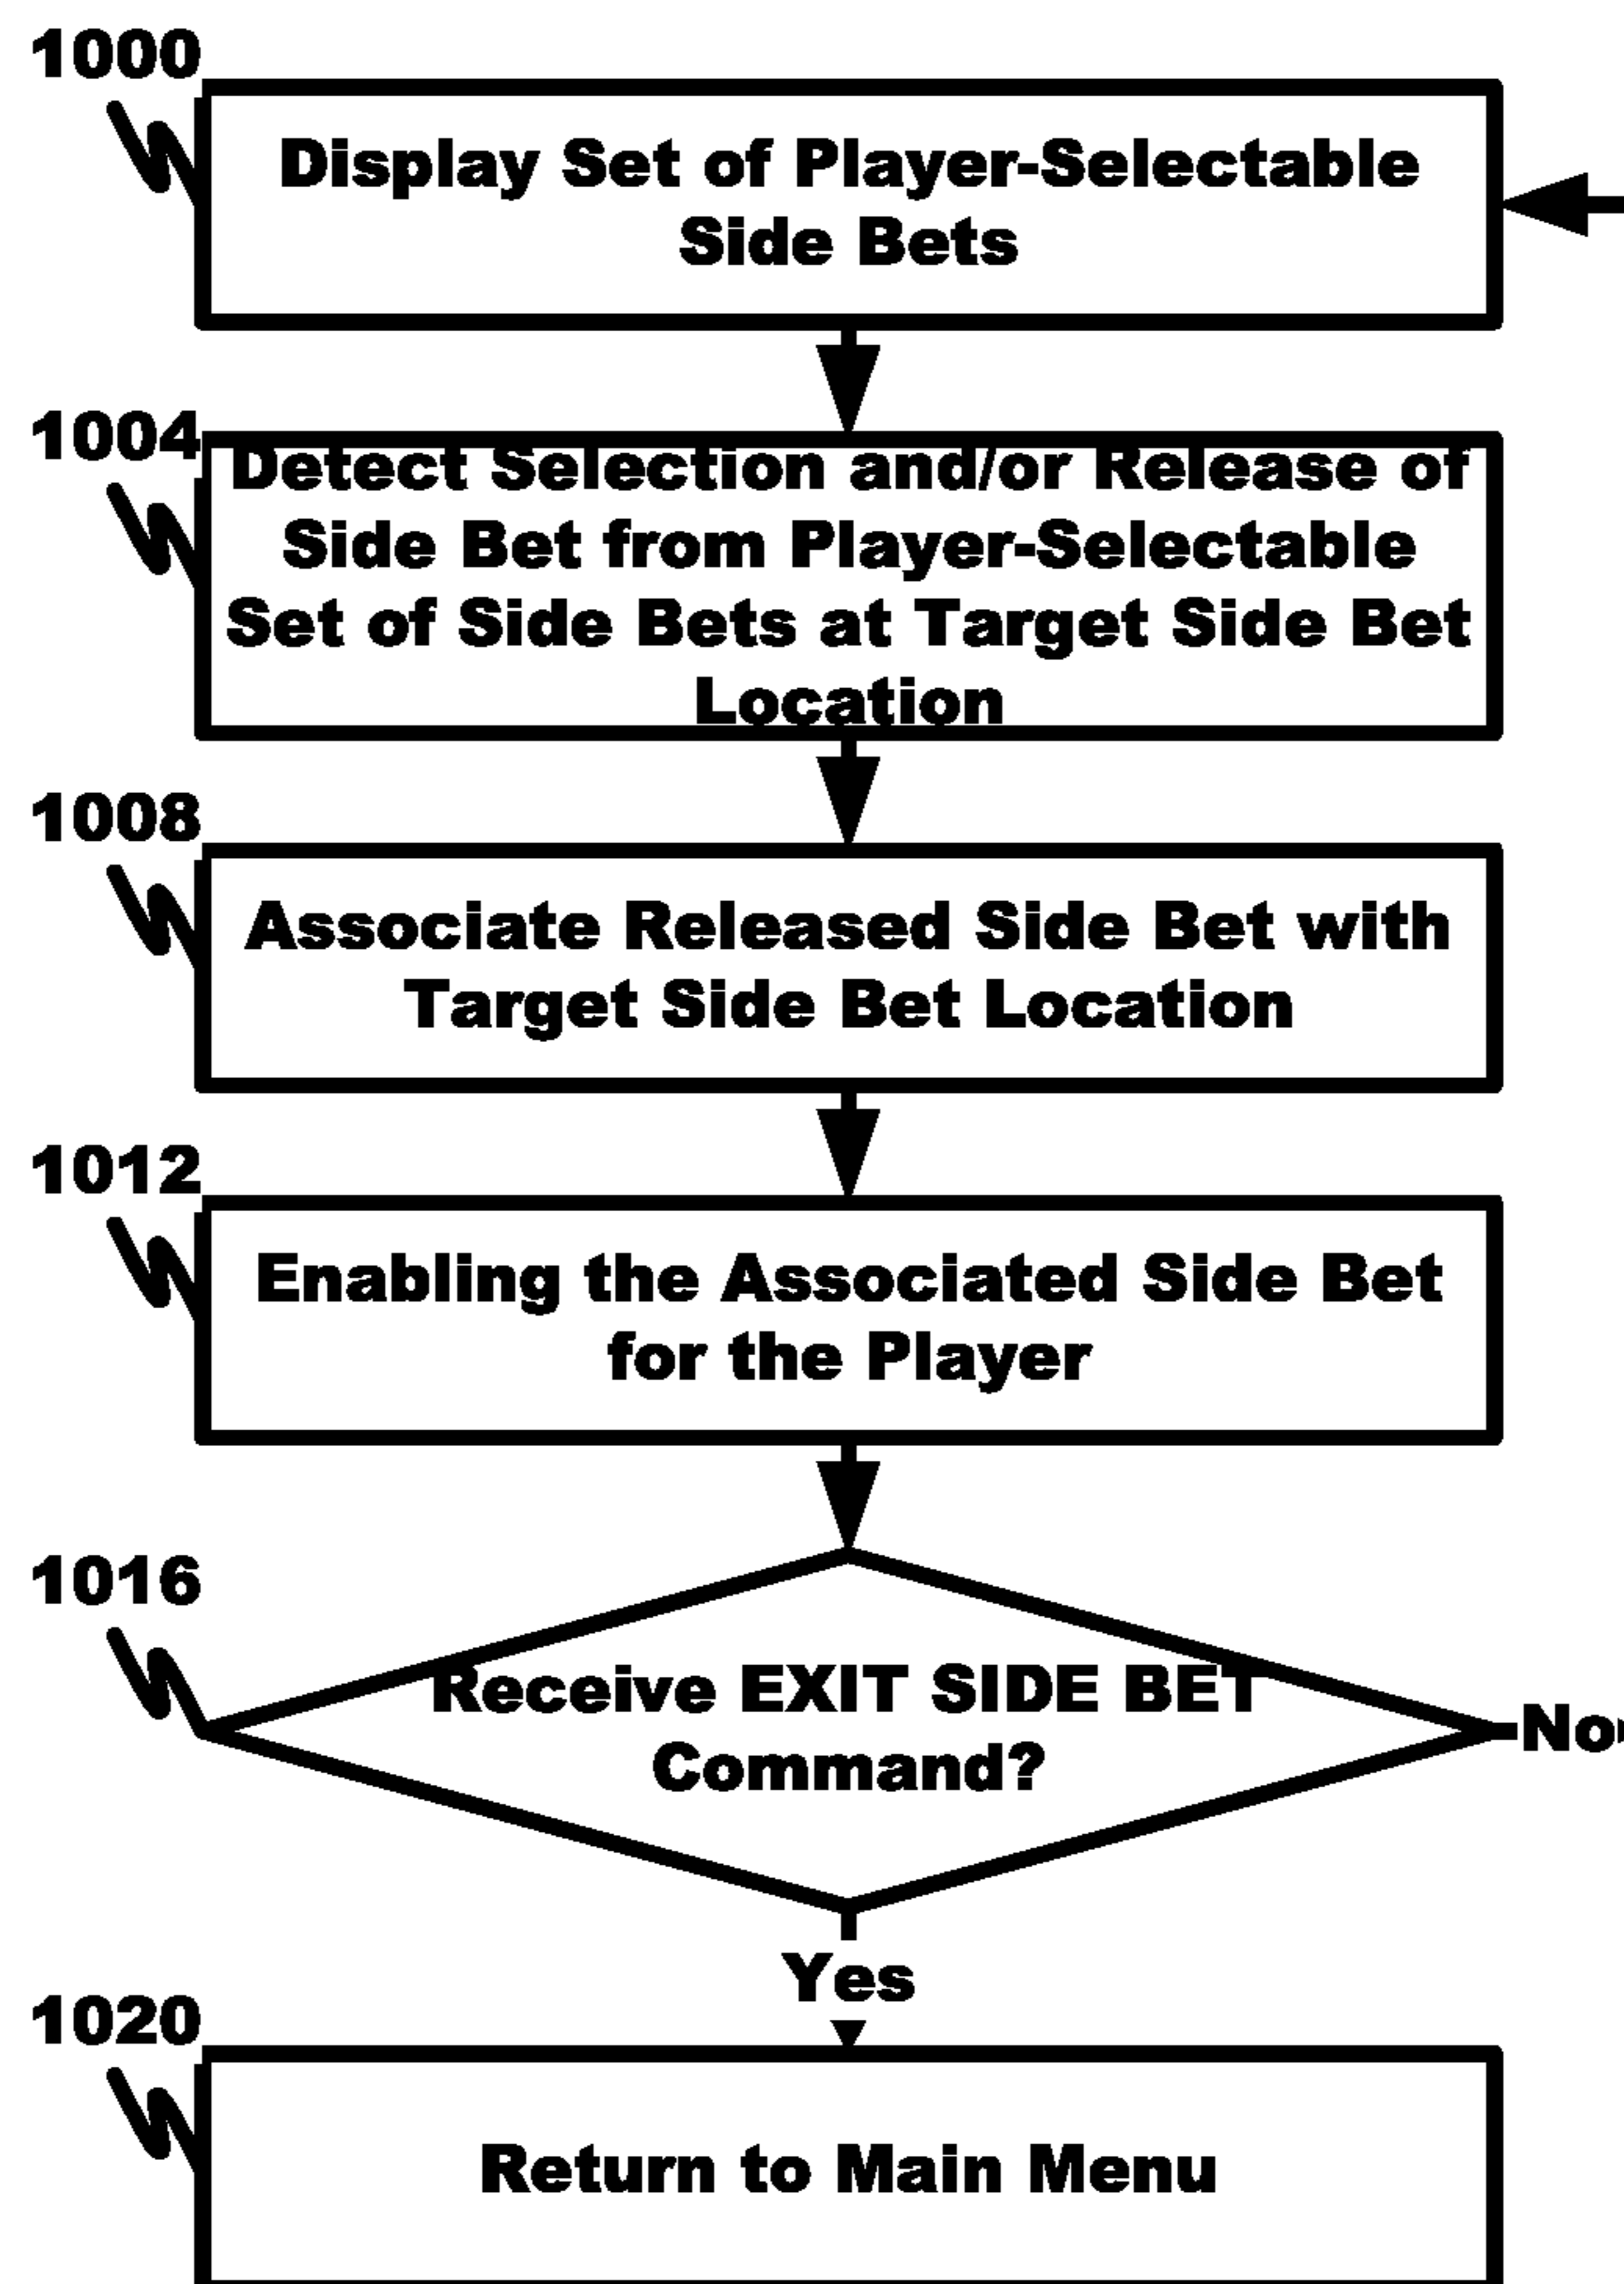 1000
Display Set of Player-Selectable
Side Bets
1004
Detect Selection and/or Release of
Side Bet from Player-Selectable
Set of Side Bets at Target Side Bet
Location
1008
Associate Released Side Bet with
Target Side Bet Location
1012
Enabling the Associated Side Bet
for the Player
1016
Receive EXIT SIDE BET
Command?
No
Yes
1020
Return to Main Menu